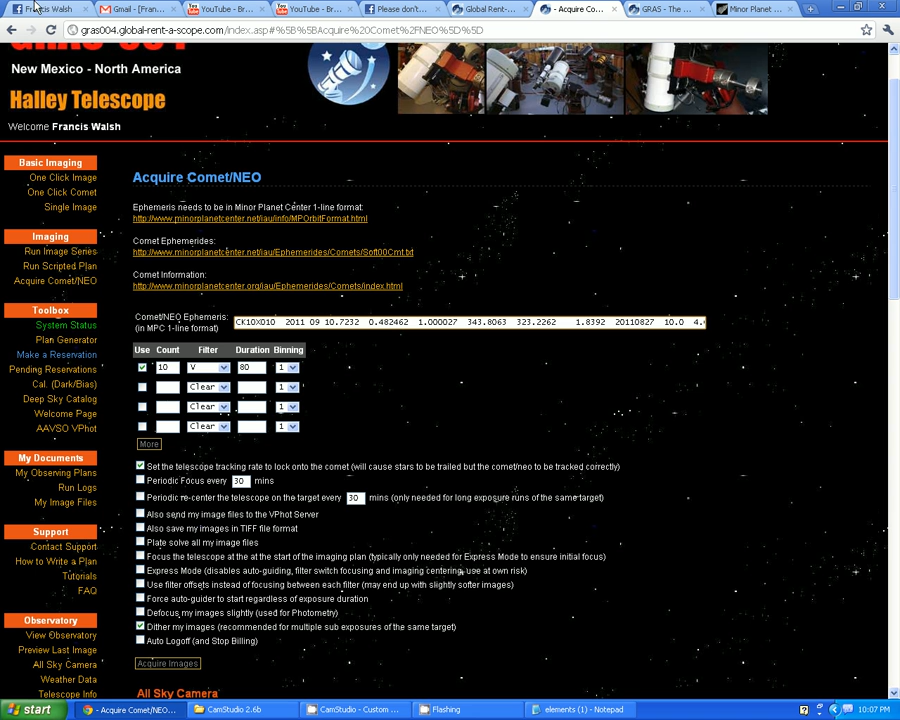 Francis Walsh
Gmail - [Fran...
YouTube - Br...
YouTube - Br...
Please don't...
Global Rent-...
- Acquire Co...
GRAS - The ...
Minor Planet ...
gras004.global-rent-a-scope.com/index.asp#%5B%5BAcquire%20Comet%2FNEO%5D%5D
New Mexico - North America
Halley Telescope
Welcome Francis Walsh
Basic Imaging
One Click Image
One Click Comet
Single Image
Imaging
Run Image Series
Run Scripted Plan
Acquire Comet/NEO
Toolbox
System Status
Plan Generator
Make a Reservation
Pending Reservations
Cal. (Dark/Bias)
Deep Sky Catalog
Welcome Page
AAVSO VPhot
My Documents
My Observing Plans
Run Logs
My Image Files
Support
Contact Support
How to Write a Plan
Tutorials
FAQ
Observatory
View Observatory
Preview Last Image
All Sky Camera
Weather Data
Telescope Info
Acquire Comet/NEO
Ephemeris needs to be in Minor Planet Center 1-line format:
http://www.minorplanetcenter.net/iau/info/MPOrbitFormat.html
Comet Ephemerides:
http://www.minorplanetcenter.net/iau/Ephemerides/Comets/Soft00Cmt.txt
Comet Information:
http://www.minorplanetcenter.org/iau/Ephemerides/Comets/index.html
Comet/NEO Ephemeris:
(in MPC 1-line format)
CK10X010 2011 09 10.7232 0.482462 1.000027 343.8063 323.2262 1.8392 20110827 10.0 4.
Use Count Filter Duration Binning
10 V 80 1
Clear 1
Clear 1
Clear 1
More
Set the telescope tracking rate to lock onto the comet (will cause stars to be trailed but the comet/neo to be tracked correctly)
Periodic Focus every 30 mins
Periodic re-center the telescope on the target every 30 mins (only needed for long exposure runs of the same target)
Also send my image files to the VPhot Server
Also save my images in TIFF file format
Plate solve all my image files
Focus the telescope at the at the start of the imaging plan (typically only needed for Express Mode to ensure initial focus)
Express Mode (disables auto-guiding, filter switch focusing and imaging centering, use at own risk)
Use filter offsets instead of focusing between each filter (may end up with slightly softer images)
Force auto-guider to start regardless of exposure duration
Defocus my images slightly (used for Photometry)
Dither my images (recommended for multiple sub exposures of the same target)
Auto Logoff (and Stop Billing)
Acquire Images
All Sky Camera
start
- Acquire Comet/NEO...
CamStudio 2.6b
CamStudio - Custom ...
Flashing
elements (1) - Notepad
10:07 PM